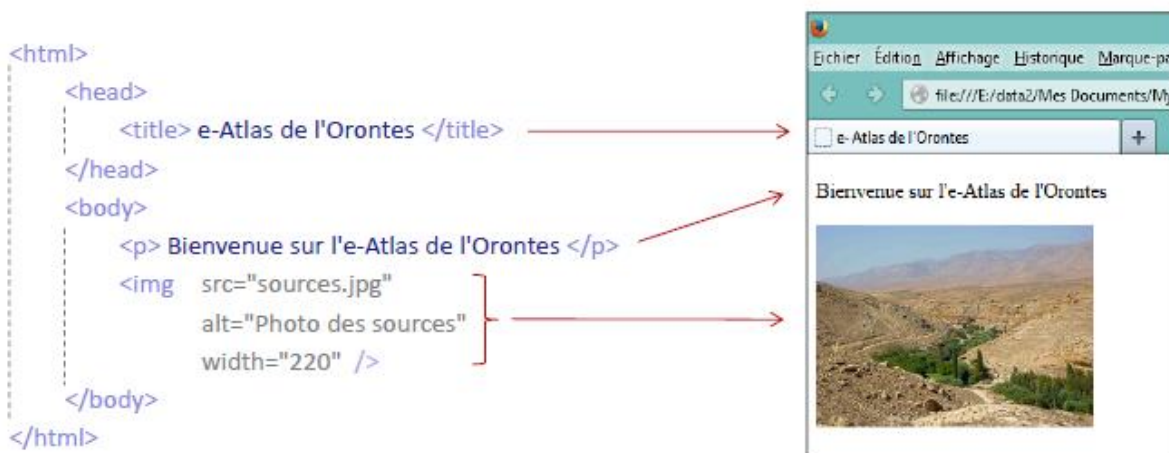 <html>
<head>
<title> e-Atlas de l'Orontes </title>
</head>
<body>
<p> Bienvenue sur l'e-Atlas de l'Orontes </p>
<img src="sources.jpg"
alt="Photo des sources"
width="220" />
</body>
</html>
Fichier Édition Affichage Historique Marque-pa
file:///E:/data2/Mes Documents/My
e-Atlas de l'Orontes +
Bienvenue sur l'e-Atlas de l'Orontes